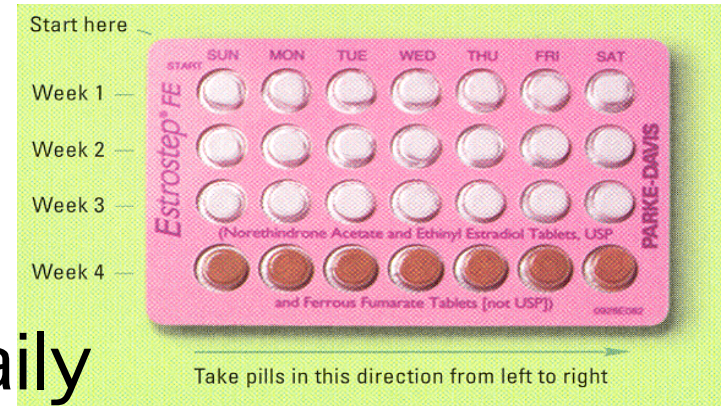 Start here
SUN MON TUE WED THU FRI SAT
START
Week 1
Week 2
Week 3
Week 4
Estrostep® FE
PARKE-DAVIS
(Norethindrone Acetate and Ethinyl Estradiol Tablets, USP
and Ferrous Fumarate Tablets [not USP])
Take pills in this direction from left to right
aily